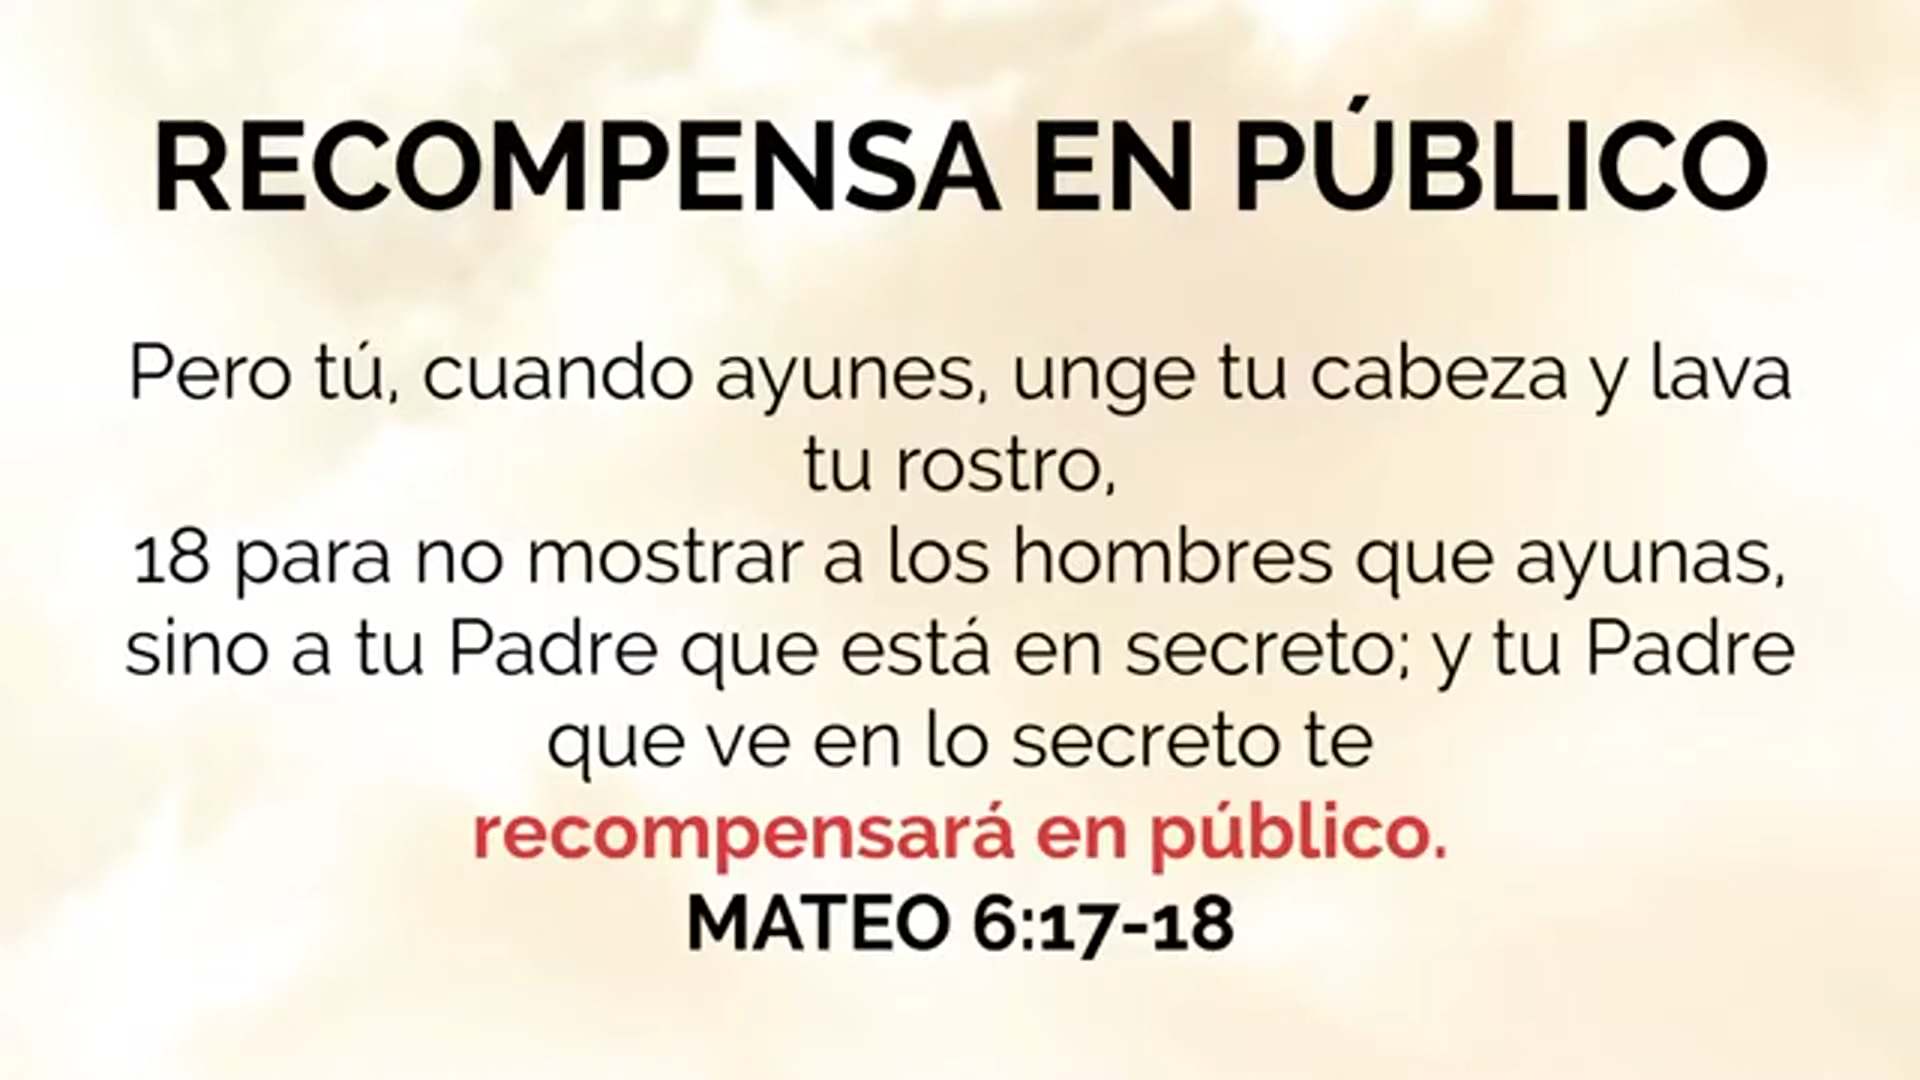 RECOMPENSA EN PÚBLICO
Pero tú, cuando ayunes, unge tu cabeza y lava
tu rostro,
18 para no mostrar a los hombres que ayunas,
sino a tu Padre que está en secreto; y tu Padre
que ve en lo secreto te
recompensará en público.
MATEO 6:17-18